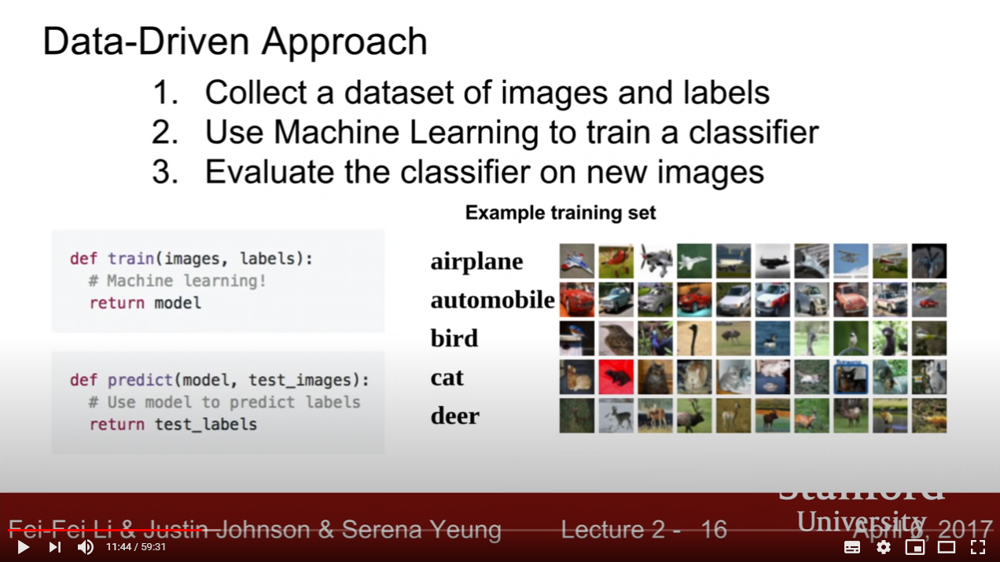 Data-Driven Approach
1. Collect a dataset of images and labels
2. Use Machine Learning to train a classifier
3. Evaluate the classifier on new images
Example training set
def train(images, labels):
# Machine learning!
return model
def predict(model, test_images):
# Use model to predict labels
return test_labels
airplane
automobile
bird
cat
deer
Stanford
University
Fei-Fei Li & Justin Johnson & Serena Yeung
Lecture 2 - 16
April 6, 2017
11:44 / 59:31